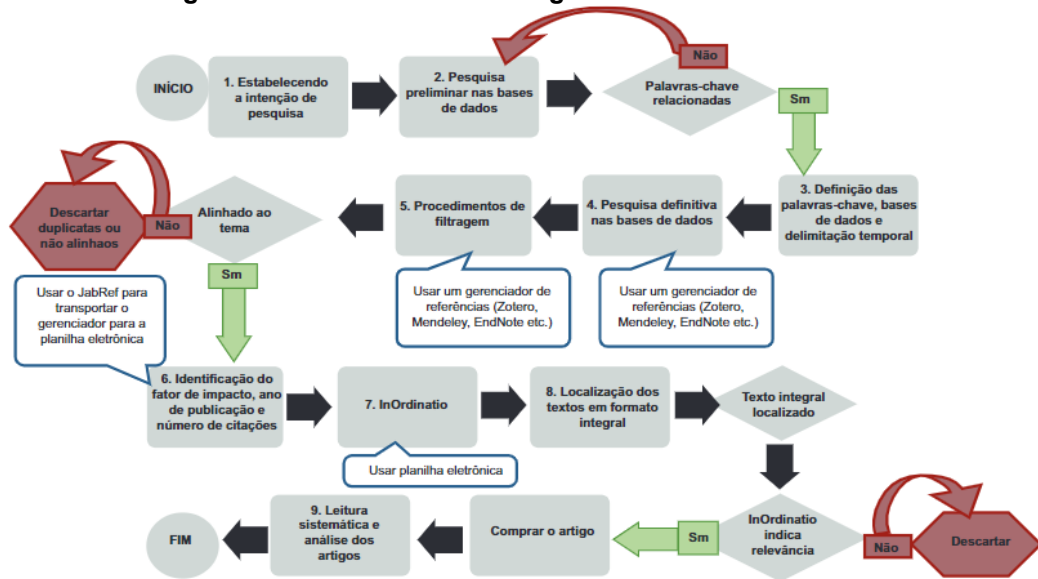 INÍCIO
1. Estabelecendo
a intenção de
pesquisa
2. Pesquisa
preliminar nas bases
de dados
Não
Palavras-chave
relacionadas
Sm
3. Definição das
palavras-chave, bases
de dados e
delimitação temporal
4. Pesquisa definitiva
nas bases de dados
Usar um gerenciador de
referências (Zotero,
Mendeley, EndNote etc.)
5. Procedimentos de
filtragem
Usar um gerenciador de
referências (Zotero,
Mendeley, EndNote etc.)
Alinhado ao
tema
Não
Descartar
duplicatas ou
não alinhaos
Sm
Usar o JabRef para
transportar o
gerenciador para a
planilha eletrônica
6. Identificação do
fator de impacto, ano
de publicação e
número de citações
7. InOrdinatio
Usar planilha eletrônica
8. Localização dos
textos em formato
integral
Texto integral
localizado
InOrdinatio
indica
relevância
Não
Descartar
Sm
Comprar o artigo
9. Leitura
sistemática e
análise dos
artigos
FIM